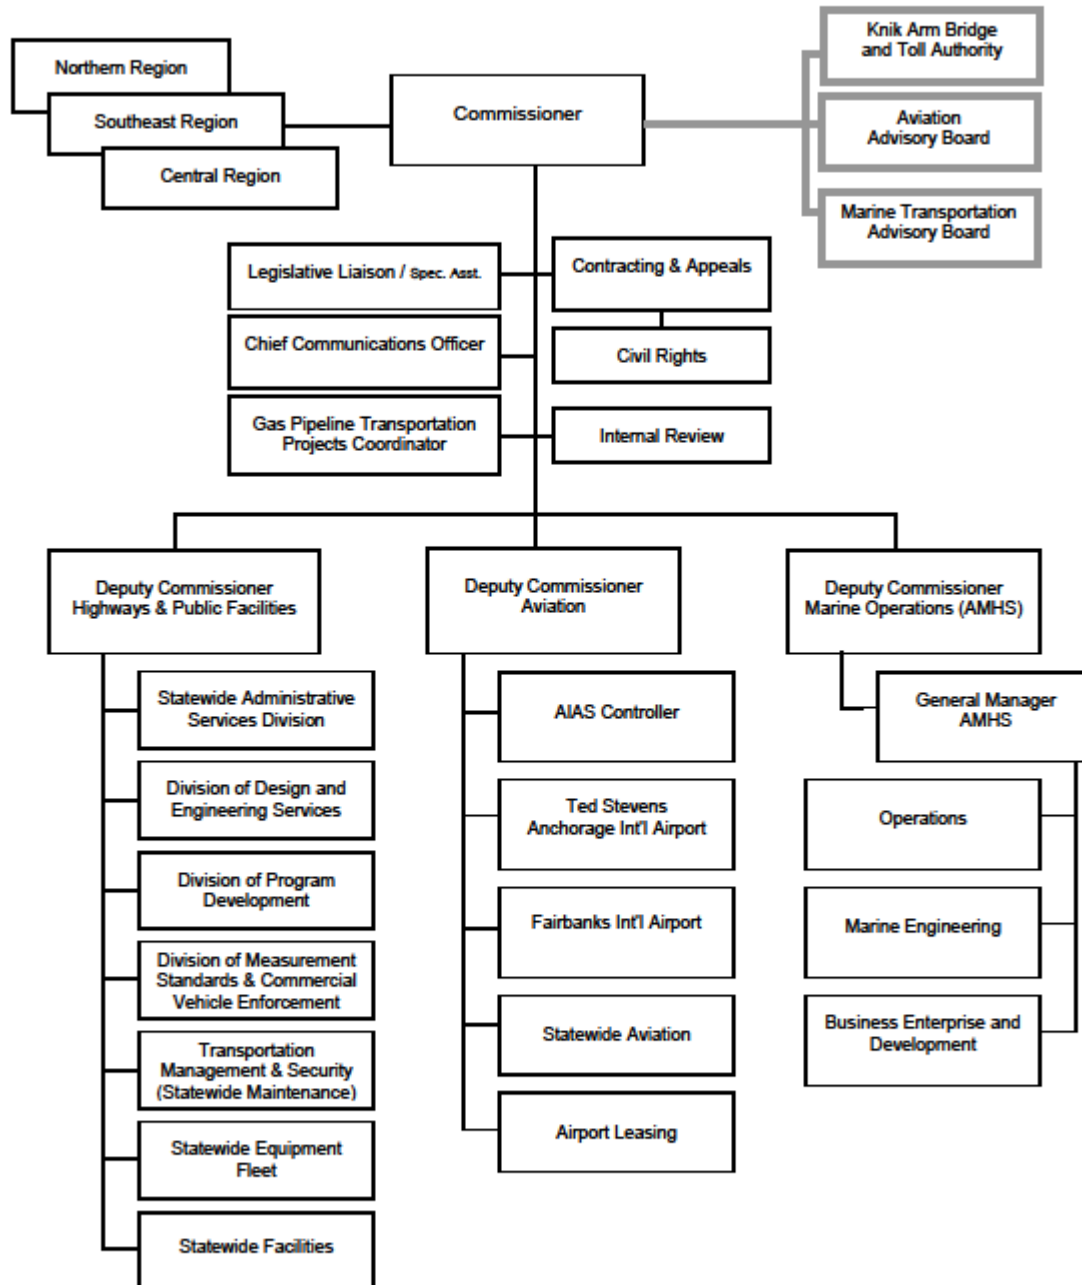 Northern Region
Southeast Region
Central Region
Commissioner
Knik Arm Bridge
and Toll Authority
Aviation
Advisory Board
Marine Transportation
Advisory Board
Legislative Liaison / Spec. Asst.
Contracting & Appeals
Chief Communications Officer
Civil Rights
Gas Pipeline Transportation
Projects Coordinator
Internal Review
Deputy Commissioner
Highways & Public Facilities
Statewide Administrative
Services Division
Division of Design and
Engineering Services
Division of Program
Development
Division of Measurement
Standards & Commercial
Vehicle Enforcement
Transportation
Management & Security
(Statewide Maintenance)
Statewide Equipment
Fleet
Statewide Facilities
Deputy Commissioner
Aviation
AIAS Controller
Ted Stevens
Anchorage Int'l Airport
Fairbanks Int'l Airport
Statewide Aviation
Airport Leasing
Deputy Commissioner
Marine Operations (AMHS)
General Manager
AMHS
Operations
Marine Engineering
Business Enterprise and
Development